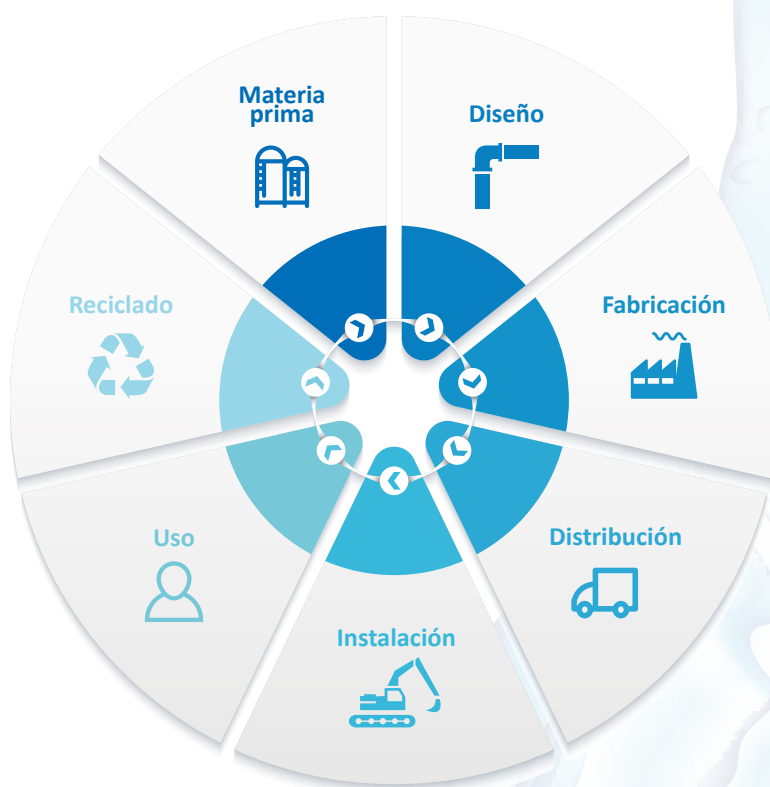 Materia
prima
Diseño
Fabricación
Distribución
Instalación
Uso
Reciclado